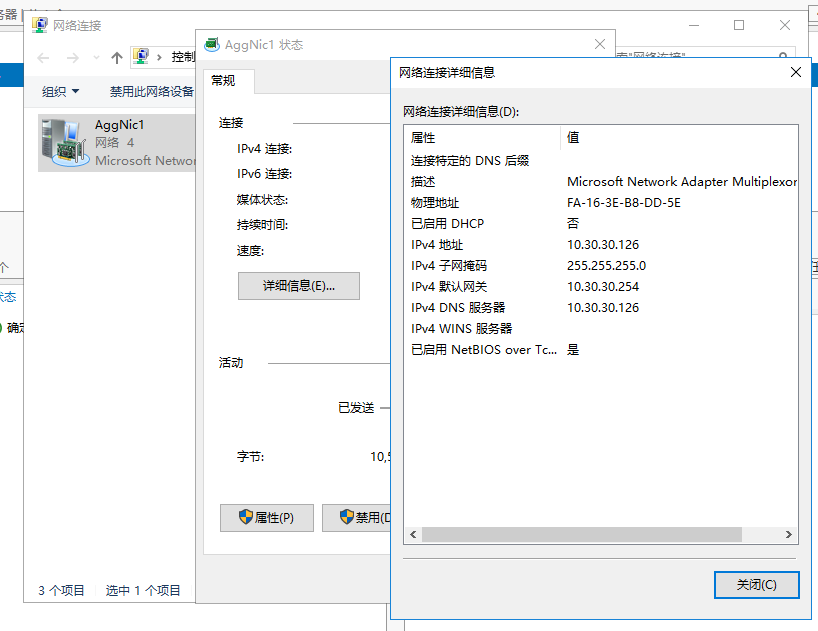 网络连接
控制
组织
禁用此网络设备
AggNic1
网络 4
Microsoft Networ
3 个项目 选中 1 个项目
AggNic1 状态
常规
连接
IPv4 连接:
IPv6 连接:
媒体状态:
持续时间:
速度:
详细信息(E)...
活动
已发送
字节: 10,5
属性(P)
禁用(D
网络连接详细信息
网络连接详细信息(D):
属性 值
连接特定的 DNS 后缀
描述 Microsoft Network Adapter Multiplexor
物理地址 FA-16-3E-B8-DD-5E
已启用 DHCP 否
IPv4 地址 10.30.30.126
IPv4 子网掩码 255.255.255.0
IPv4 默认网关 10.30.30.254
IPv4 DNS 服务器 10.30.30.126
IPv4 WINS 服务器
已启用 NetBIOS over Tc... 是
关闭(C)
个
状态
确定